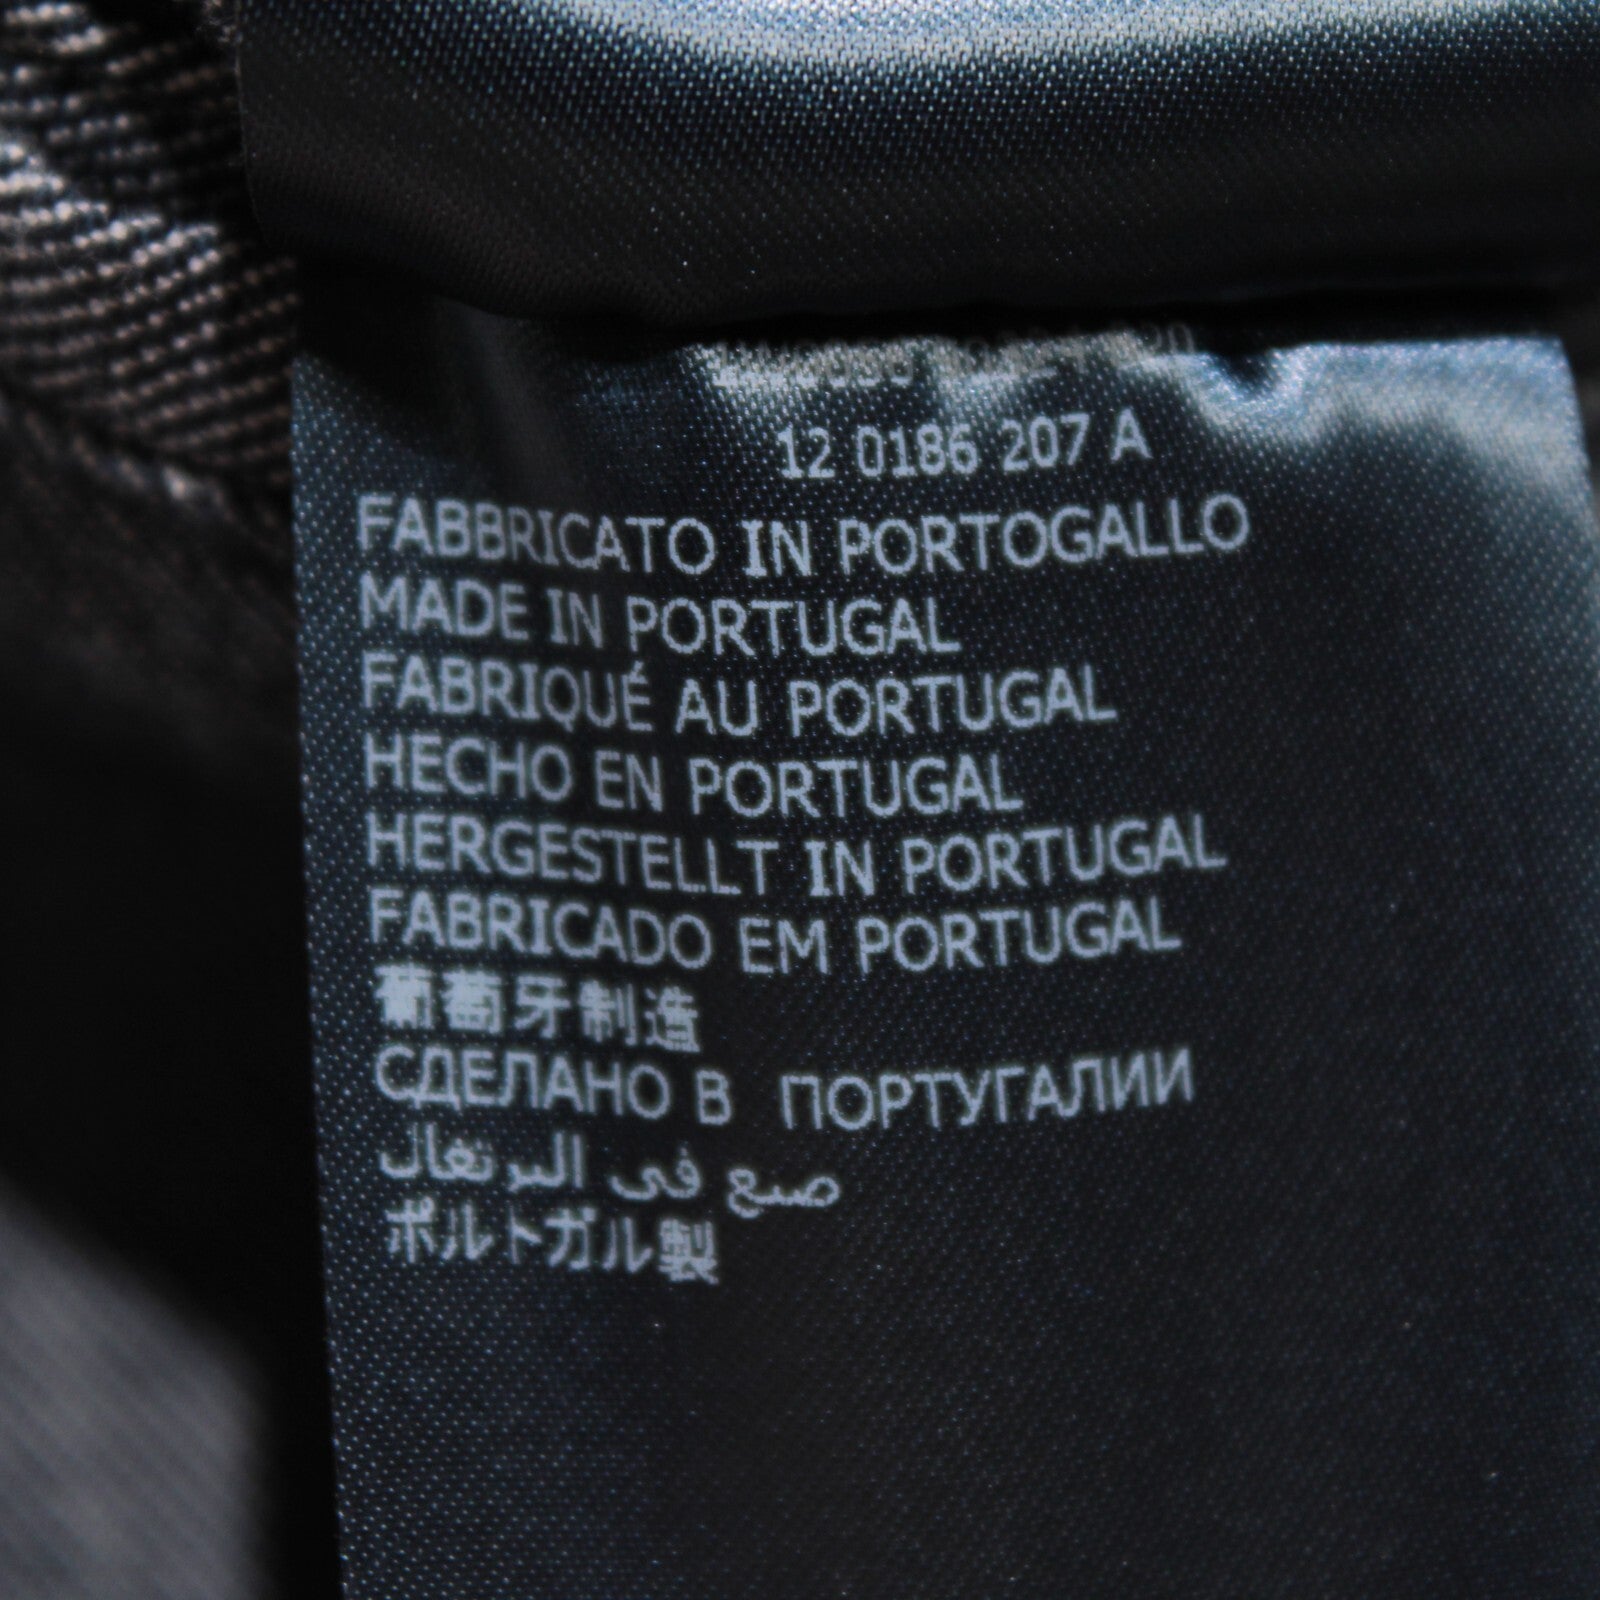 12 0186 207 A
FABBRICATO IN PORTOGALLO
MADE IN PORTUGAL
FABRIQUÉ AU PORTUGAL
HECHO EN PORTUGAL
HERGESTELLT IN PORTUGAL
FABRICADO EM PORTUGAL
葡萄牙制造
СДЕЛАНО В ПОРТУГАЛИИ
صنع في البرتغال
ポルトガル製